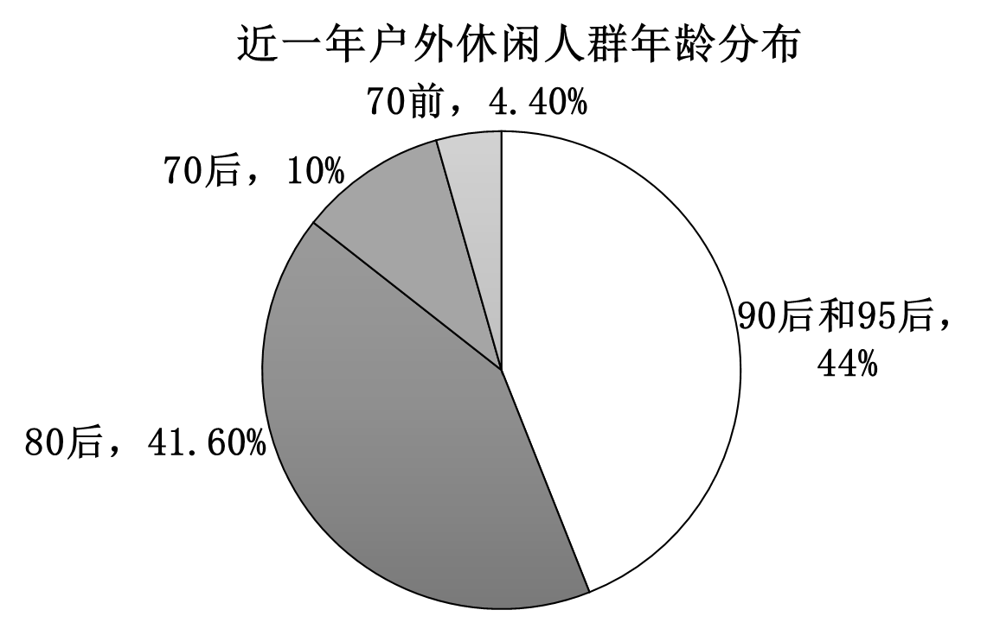 近一年户外休闲人群年龄分布
70前，4.40%
70后，10%
90后和95后，
44%
80后，41.60%